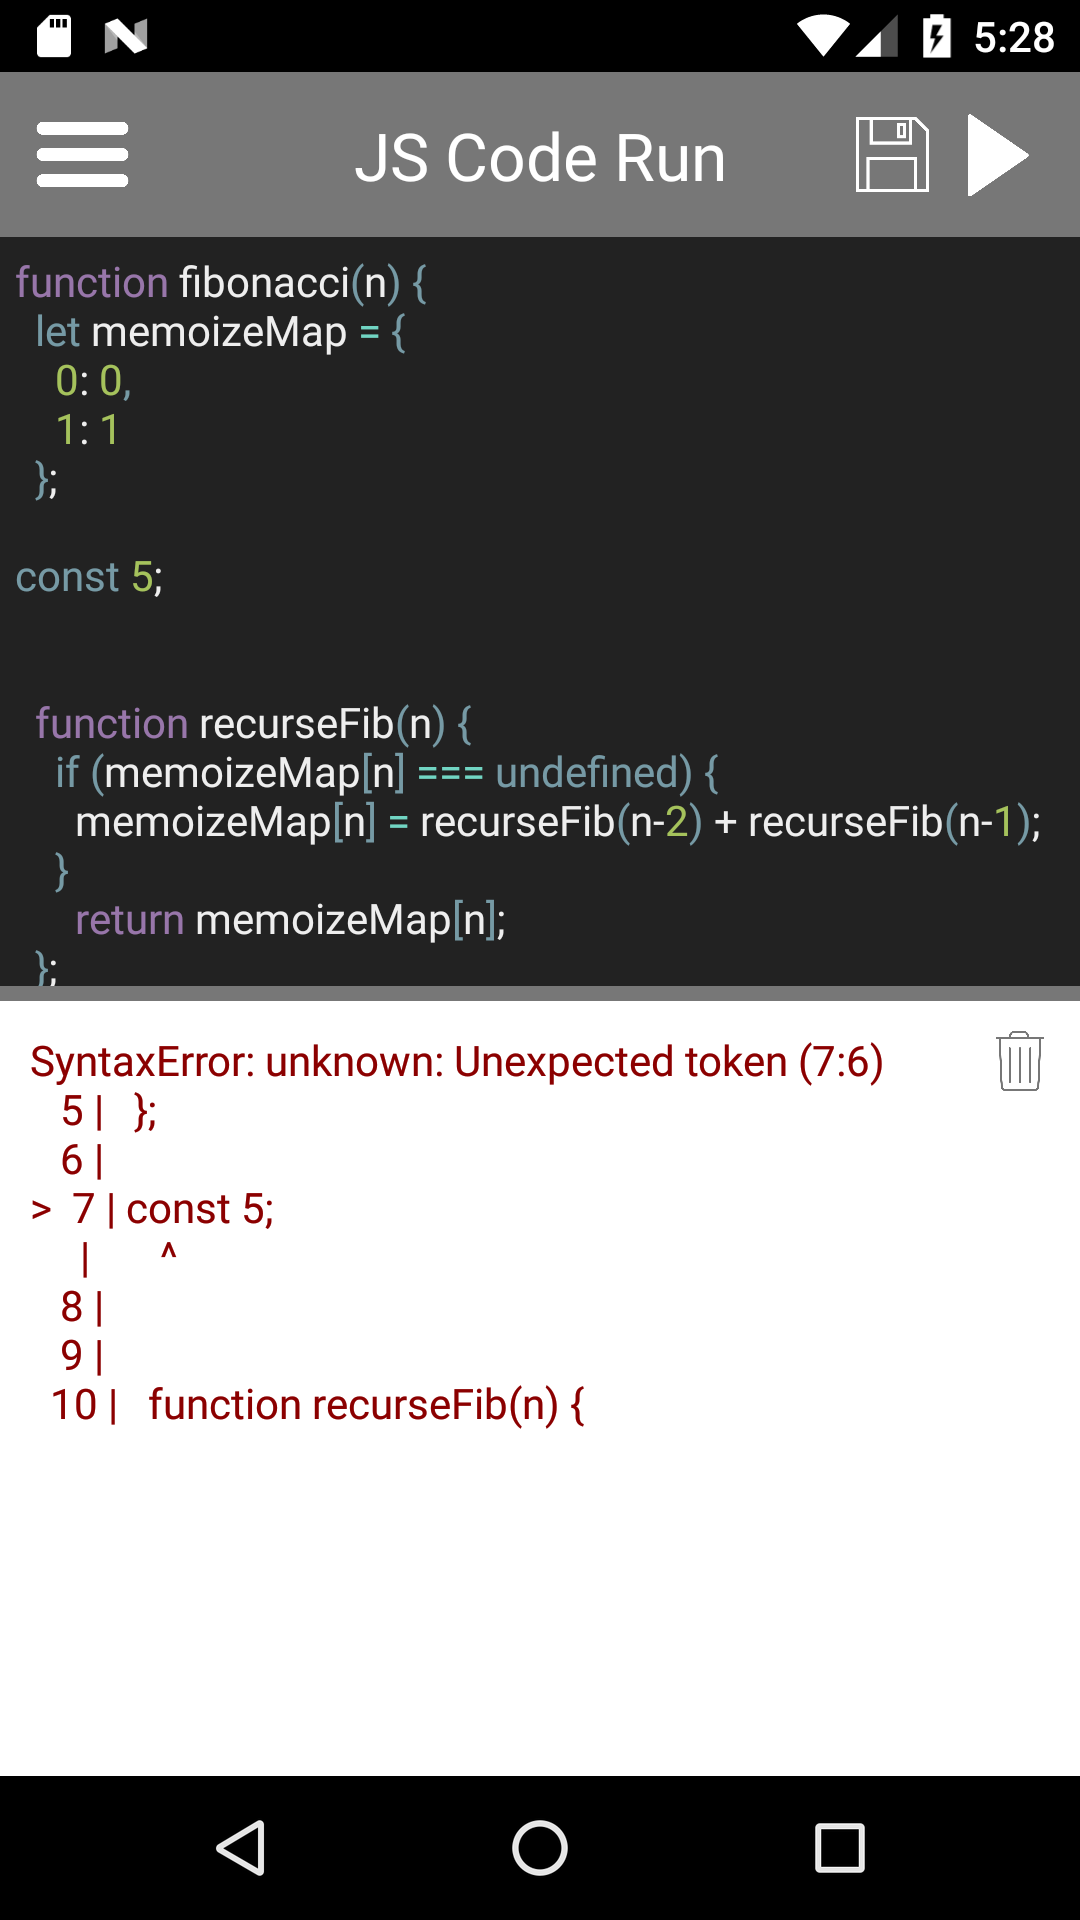 5:28
JS Code Run
function fibonacci(n) {
  let memoizeMap = {
    0: 0,
    1: 1
  };
const 5;
  function recurseFib(n) {
    if (memoizeMap[n] === undefined) {
      memoizeMap[n] = recurseFib(n-2) + recurseFib(n-1);
    }
      return memoizeMap[n];
  };
SyntaxError: unknown: Unexpected token (7:6)
   5 |   };
   6 |
>  7 | const 5;
     |       ^
   8 |
   9 |
  10 |   function recurseFib(n) {